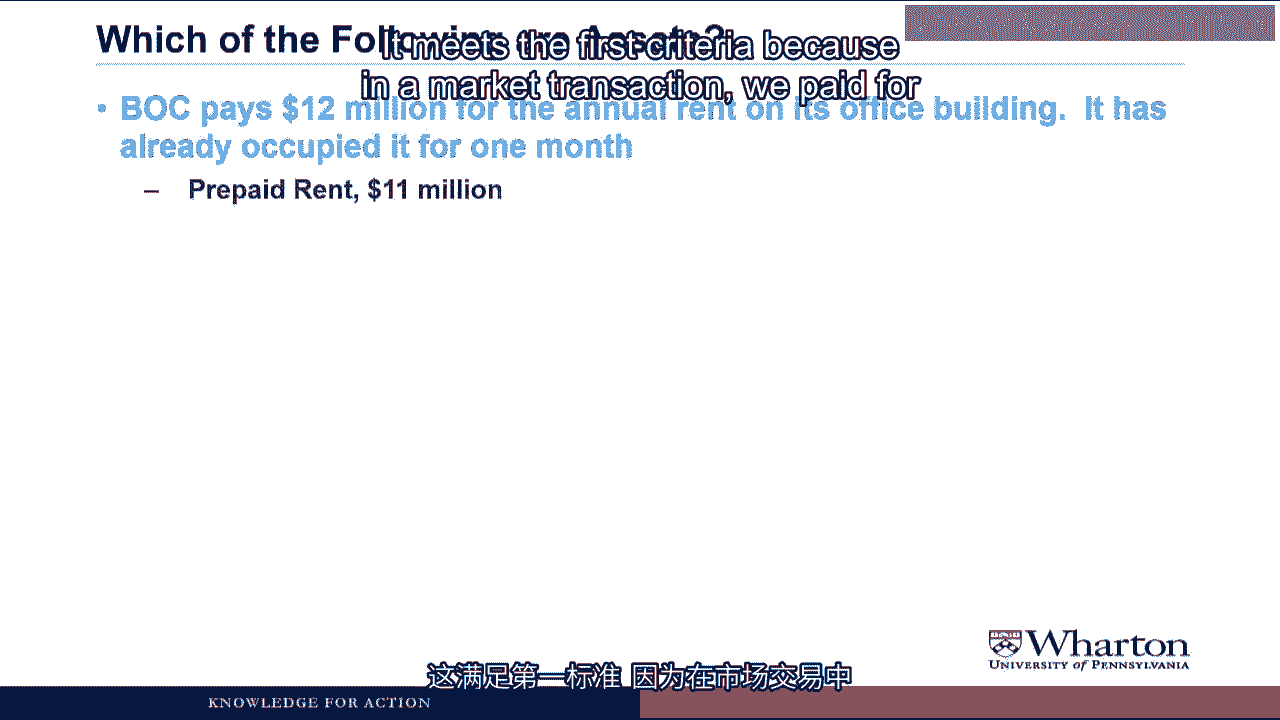 Which of the Following are Assets?
It meets the first criteria because
in a market transaction, we paid for
• BOC pays $12 million for the annual rent on its office building. It has
already occupied it for one month
– Prepaid Rent, $11 million
Wharton
UNIVERSITY of PENNSYLVANIA
这满足第一标准 因为在市场交易中
KNOWLEDGE FOR ACTION